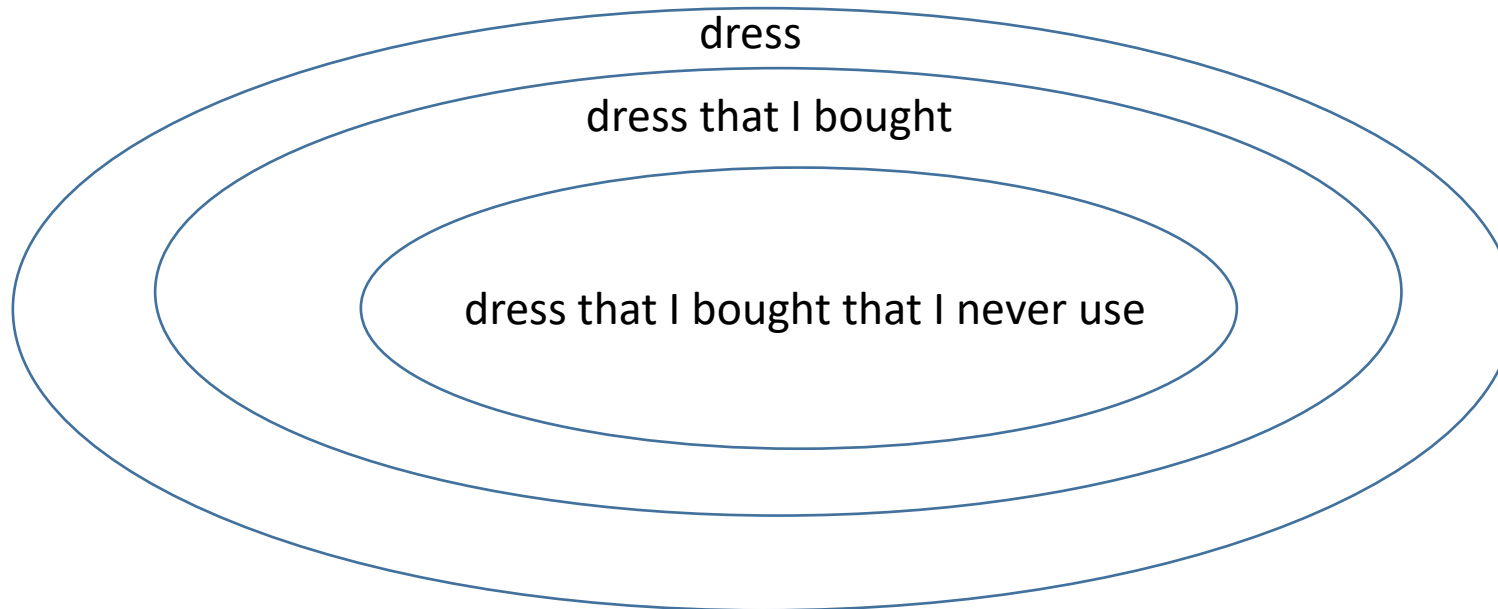 dress
dress that I bought
dress that I bought that I never use